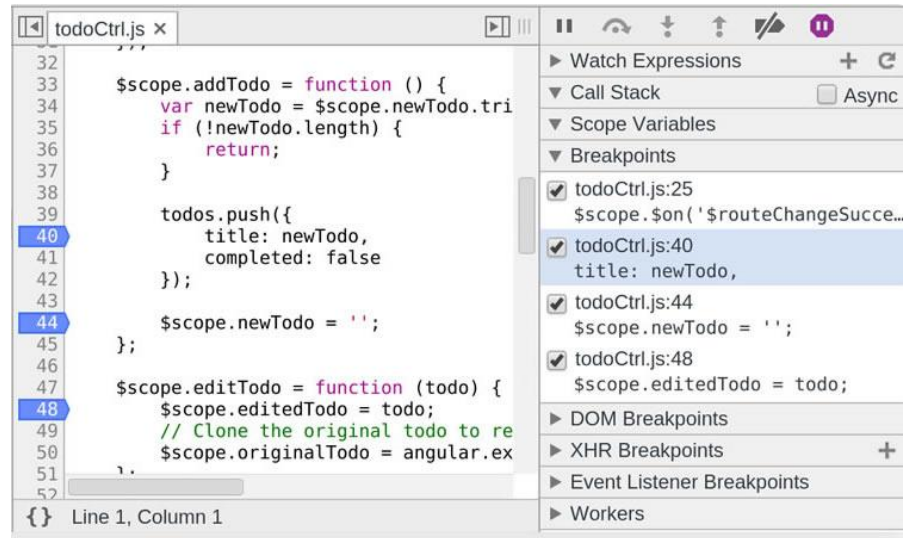 todoCtrl.js ×
32
33 $scope.addTodo = function () {
34 var newTodo = $scope.newTodo.tri
35 if (!newTodo.length) {
36 return;
37 }
38
39 todos.push({
40 title: newTodo,
41 completed: false
42 });
43
44 $scope.newTodo = '';
45 };
46
47 $scope.editTodo = function (todo) {
48 $scope.editedTodo = todo;
49 // Clone the original todo to re
50 $scope.originalTodo = angular.ex
51 };
52
{} Line 1, Column 1
Watch Expressions
Call Stack Async
Scope Variables
Breakpoints
todoCtrl.js:25
$scope.$on('$routeChangeSucce…
todoCtrl.js:40
title: newTodo,
todoCtrl.js:44
$scope.newTodo = '';
todoCtrl.js:48
$scope.editedTodo = todo;
DOM Breakpoints
XHR Breakpoints
Event Listener Breakpoints
Workers